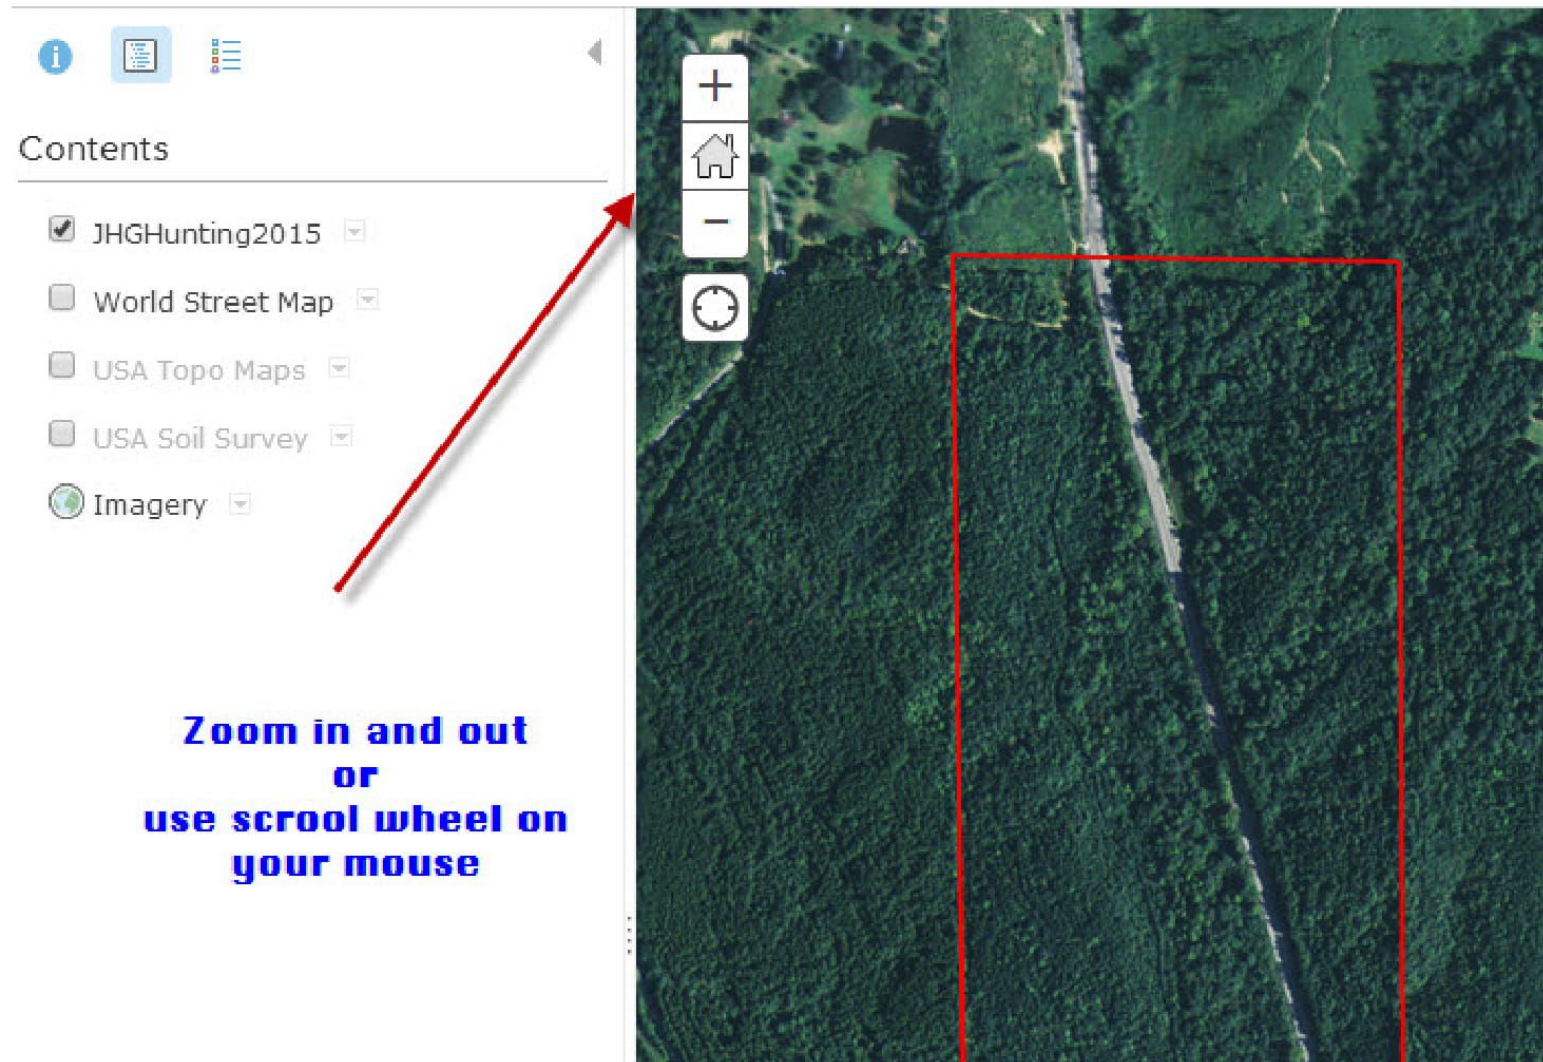 Contents
JHGHunting2015
World Street Map
USA Topo Maps
USA Soil Survey
Imagery
Zoom in and out
or
use scrool wheel on
your mouse